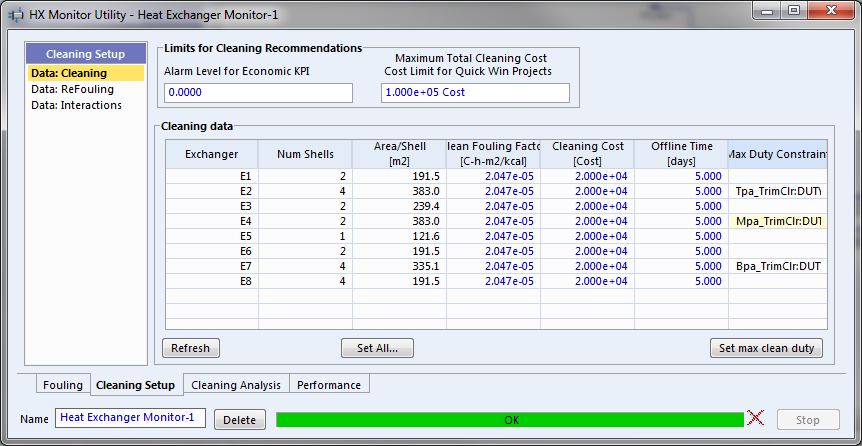 HX Monitor Utility - Heat Exchanger Monitor-1
Cleaning Setup
Data: Cleaning
Data: ReFouling
Data: Interactions
Limits for Cleaning Recommendations
Alarm Level for Economic KPI
0.0000
Maximum Total Cleaning Cost
Cost Limit for Quick Win Projects
1.000e+05 Cost
Cleaning data
Exchanger Num Shells Area/Shell [m2] lean Fouling Facto [C-h-m2/kcal] Cleaning Cost [Cost] Offline Time [days] Max Duty Constraint
E1 2 191.5 2.047e-05 2.000e+04 5.000
E2 4 383.0 2.047e-05 2.000e+04 5.000 Tpa_TrimClr:DUTY
E3 2 239.4 2.047e-05 2.000e+04 5.000
E4 2 383.0 2.047e-05 2.000e+04 5.000 Mpa_TrimClr:DUT
E5 1 121.6 2.047e-05 2.000e+04 5.000
E6 2 191.5 2.047e-05 2.000e+04 5.000
E7 4 335.1 2.047e-05 2.000e+04 5.000 Bpa_TrimClr:DUT
E8 4 191.5 2.047e-05 2.000e+04 5.000
Refresh
Set All...
Set max clean duty
Fouling Cleaning Setup Cleaning Analysis Performance
Name Heat Exchanger Monitor-1 Delete OK Stop